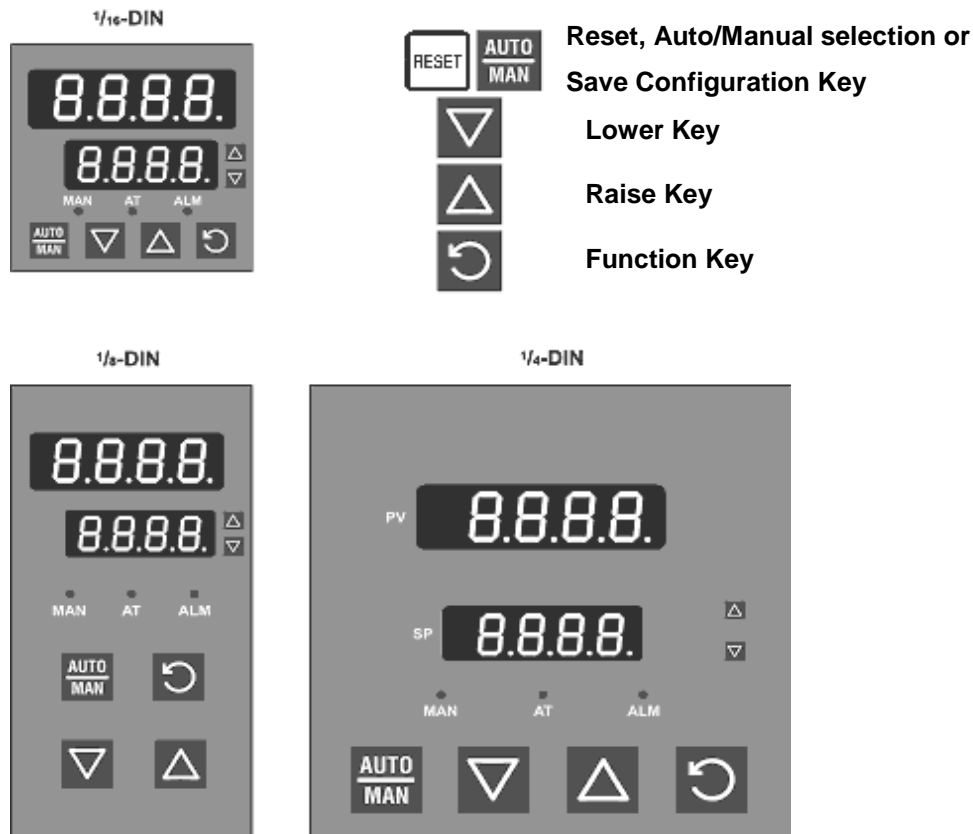 1/16-DIN
8.8.8.8.
8.8.8.8.
MAN AT ALM
AUTO
MAN
RESET
AUTO
MAN
Reset, Auto/Manual selection or
Save Configuration Key
Lower Key
Raise Key
Function Key
1/8-DIN
8.8.8.8.
8.8.8.8.
MAN AT ALM
AUTO
MAN
1/4-DIN
PV 8.8.8.8.
SP 8.8.8.8.
MAN AT ALM
AUTO
MAN